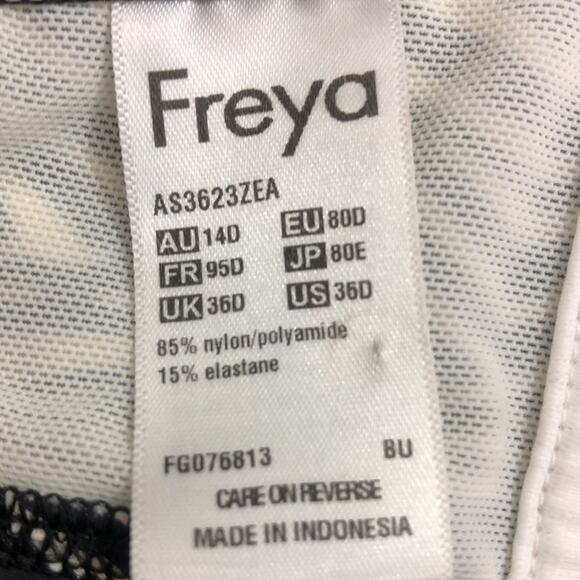 Freya
AS3623ZEA
AU 14D EU 80D
FR 95D JP 80E
UK 36D US 36D
85% nylon/polyamide
15% elastane
FG076813 BU
CARE ON REVERSE
MADE IN INDONESIA